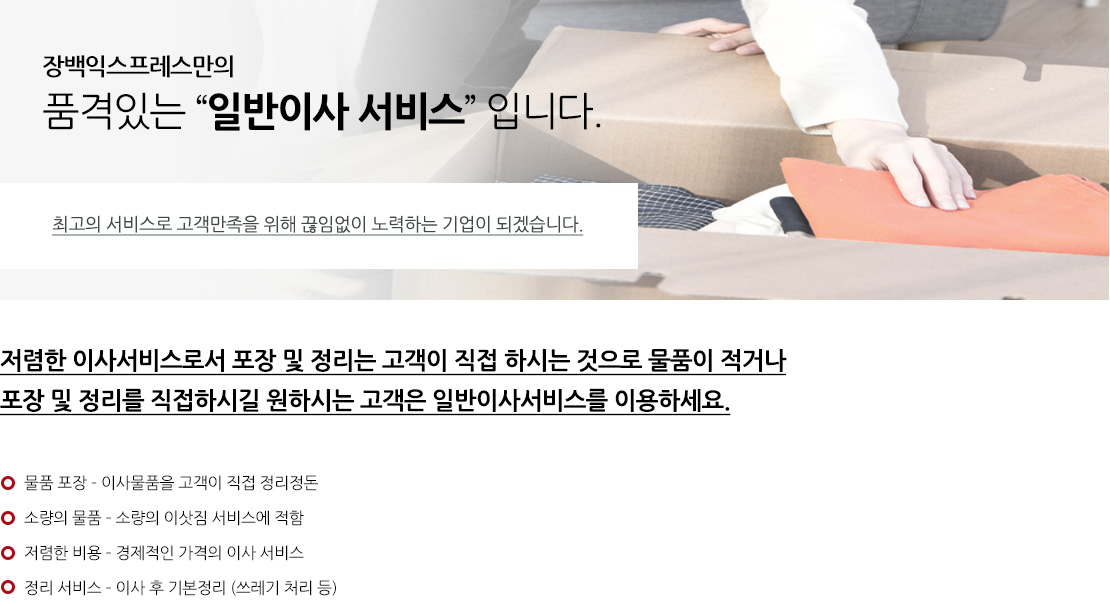 장백익스프레스만의
품격있는 “일반이사 서비스” 입니다.
최고의 서비스로 고객만족을 위해 끊임없이 노력하는 기업이 되겠습니다.
저렴한 이사서비스로서 포장 및 정리는 고객이 직접 하시는 것으로 물품이 적거나
포장 및 정리를 직접하시길 원하시는 고객은 일반이사서비스를 이용하세요.
물품 포장 - 이사물품을 고객이 직접 정리정돈
소량의 물품 - 소량의 이삿짐 서비스에 적합
저렴한 비용 - 경제적인 가격의 이사 서비스
정리 서비스 - 이사 후 기본정리 (쓰레기 처리 등)